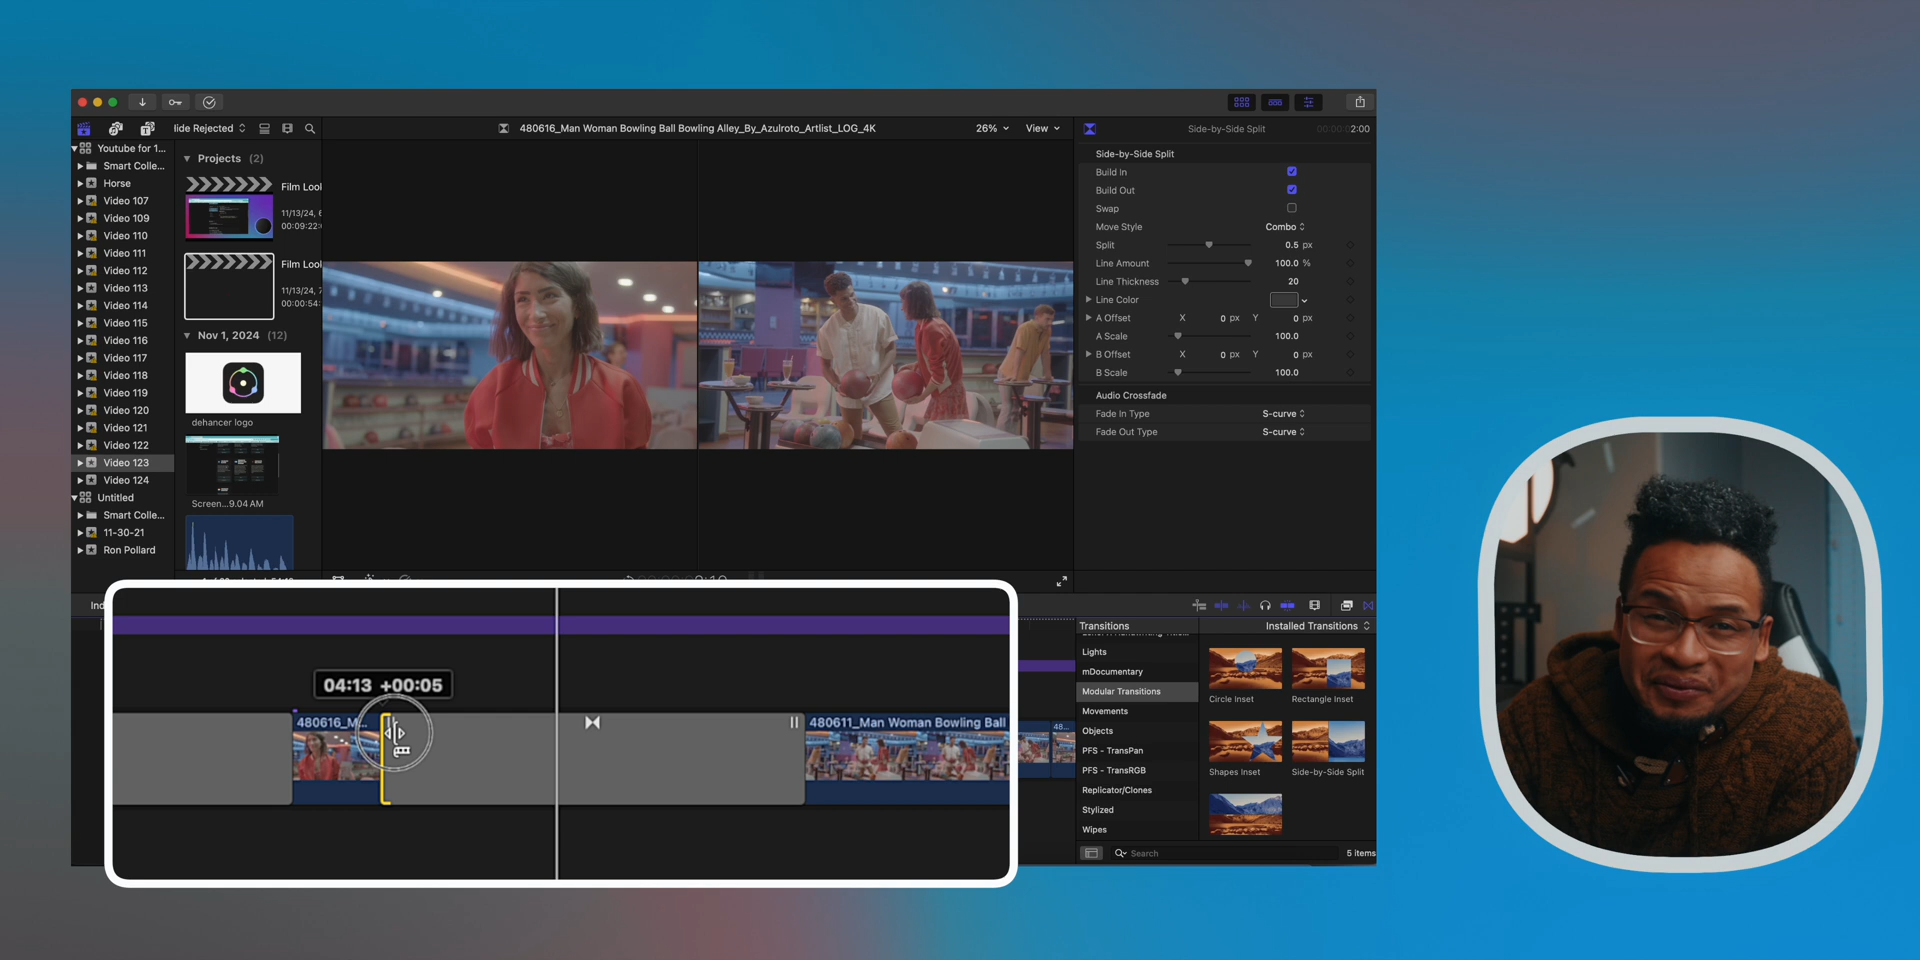 lide Rejected
480616_Man Woman Bowling Ball Bowling Alley_By_Azulroto_Artlist_LOG_4K
26%
View
Side-by-Side Split
00:00:02:00
Youtube for 1...
Smart Colle...
Horse
Video 107
Video 109
Video 110
Video 111
Video 112
Video 113
Video 114
Video 115
Video 116
Video 117
Video 118
Video 119
Video 120
Video 121
Video 122
Video 123
Video 124
Untitled
Smart Colle...
11-30-21
Ron Pollard
Projects (2)
Film Lool
11/13/24, 6
00:09:22:
Film Lool
11/13/24, 7
00:00:54:
Nov 1, 2024 (12)
dehancer logo
Screen...9.04 AM
Side-by-Side Split
Build In
Build Out
Swap
Move Style Combo
Split 0.5 px
Line Amount 100.0 %
Line Thickness 20
Line Color
A Offset X 0 px Y 0 px
A Scale 100.0
B Offset X 0 px Y 0 px
B Scale 100.0
Audio Crossfade
Fade In Type S-curve
Fade Out Type S-curve
Ind
04:13 +00:05
480616_M...
480611_Man Woman Bowling Ball
48...
Transitions
Installed Transitions
Lights
mDocumentary
Modular Transitions
Movements
Objects
PFS - TransPan
PFS - TransRGB
Replicator/Clones
Stylized
Wipes
Circle Inset
Rectangle Inset
Shapes Inset
Side-by-Side Split
Search
5 items